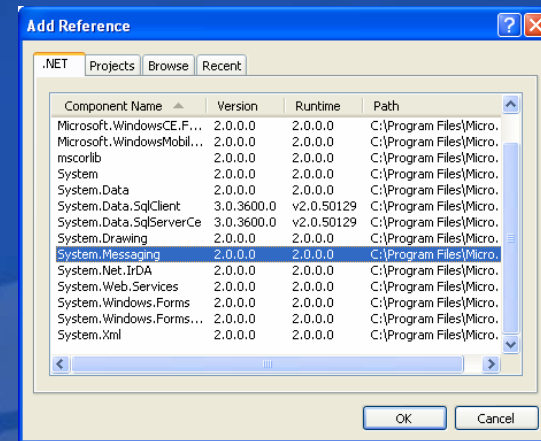 Add Reference
.NET Projects Browse Recent
Component Name Version Runtime Path
Microsoft.WindowsCE.F... 2.0.0.0 2.0.0.0 C:\Program Files\Micro.
Microsoft.WindowsMobil... 2.0.0.0 2.0.0.0 C:\Program Files\Micro.
mscorlib 2.0.0.0 2.0.0.0 C:\Program Files\Micro.
System 2.0.0.0 2.0.0.0 C:\Program Files\Micro.
System.Data 2.0.0.0 2.0.0.0 C:\Program Files\Micro.
System.Data.SqlClient 3.0.3600.0 v2.0.50129 C:\Program Files\Micro.
System.Data.SqlServerCe 3.0.3600.0 v2.0.50129 C:\Program Files\Micro.
System.Drawing 2.0.0.0 2.0.0.0 C:\Program Files\Micro.
System.Messaging 2.0.0.0 2.0.0.0 C:\Program Files\Micro.
System.Net.IrDA 2.0.0.0 2.0.0.0 C:\Program Files\Micro.
System.Web.Services 2.0.0.0 2.0.0.0 C:\Program Files\Micro.
System.Windows.Forms 2.0.0.0 2.0.0.0 C:\Program Files\Micro.
System.Windows.Forms... 2.0.0.0 2.0.0.0 C:\Program Files\Micro.
System.Xml 2.0.0.0 2.0.0.0 C:\Program Files\Micro.
OK Cancel